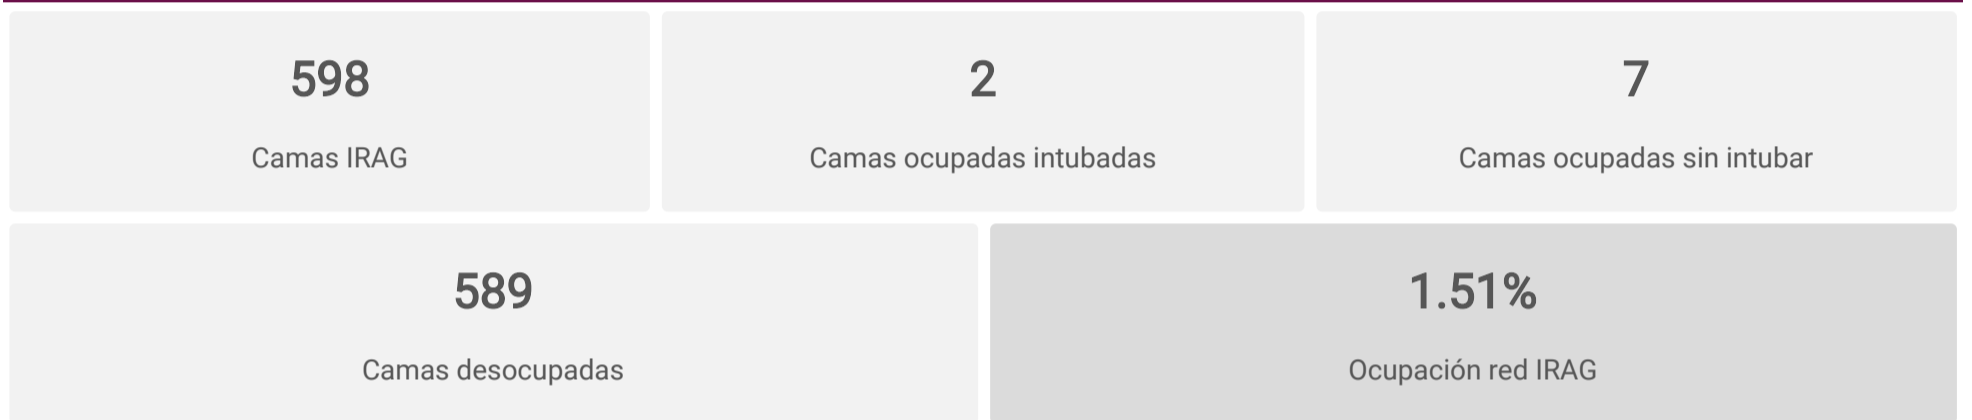 598
Camas IRAG
2
Camas ocupadas intubadas
7
Camas ocupadas sin intubar
589
Camas desocupadas
1.51%
Ocupación red IRAG